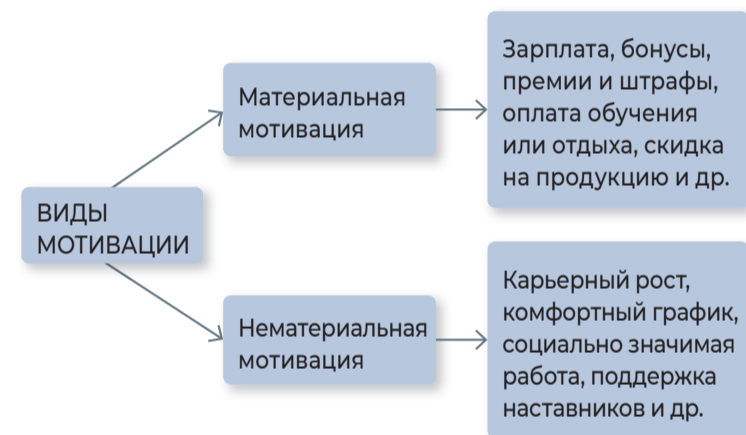 ВИДЫ
МОТИВАЦИИ
Материальная
мотивация
Зарплата, бонусы,
премии и штрафы,
оплата обучения
или отдыха, скидка
на продукцию и др.
Нематериальная
мотивация
Карьерный рост,
комфортный график,
социально значимая
работа, поддержка
наставников и др.